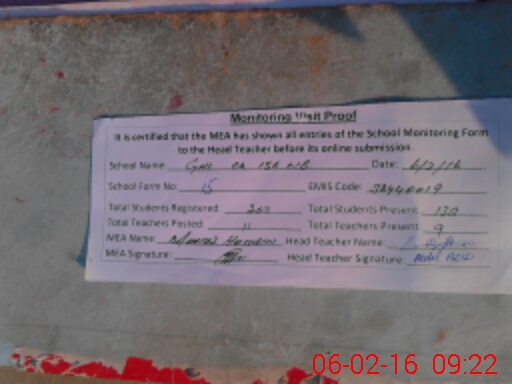 Monitoring Visit Proof
It is certified that the MEA has shown all entries of the School Monitoring Form
to the Head Teacher before its online submission.
School Name: Date: 6/2/16
School Form No: 15 EMIS Code:
Total Students Registered: Total Students Present: 130
Total Teachers Posted: 11 Total Teachers Present: 9
MEA Name: Head Teacher Name:
MEA Signature: Head Teacher Signature:
06-02-16 09:22